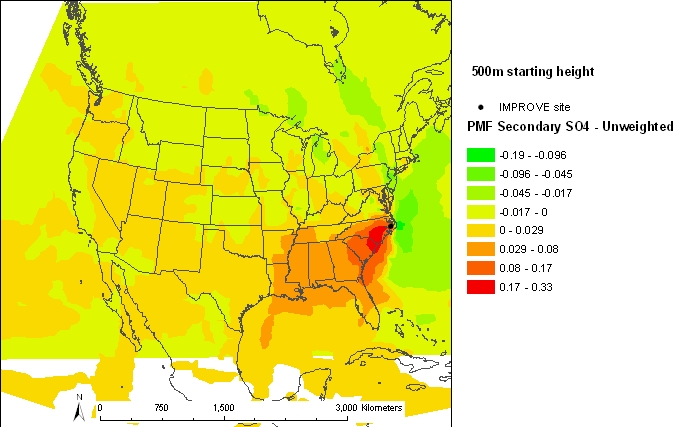 500m starting height
IMPROVE site
PMF Secondary SO4 - Unweighted
-0.19 - -0.096
-0.096 - -0.045
-0.045 - -0.017
-0.017 - 0
0 - 0.029
0.029 - 0.08
0.08 - 0.17
0.17 - 0.33
N
0 750 1,500 3,000 Kilometers